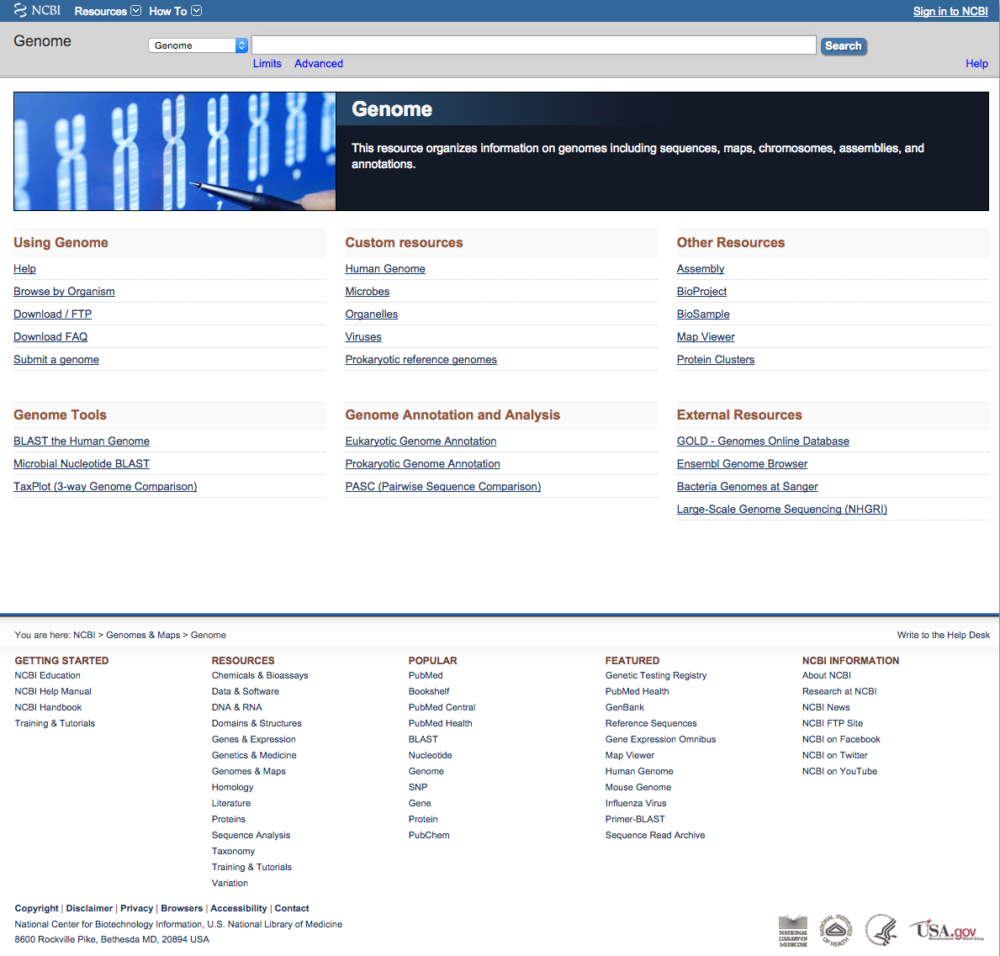 NCBI Resources How To Sign in to NCBI
Genome Genome Search
Limits Advanced Help
Genome
This resource organizes information on genomes including sequences, maps, chromosomes, assemblies, and
annotations.
Using Genome
Help
Browse by Organism
Download / FTP
Download FAQ
Submit a genome
Custom resources
Human Genome
Microbes
Organelles
Viruses
Prokaryotic reference genomes
Other Resources
Assembly
BioProject
BioSample
Map Viewer
Protein Clusters
Genome Tools
BLAST the Human Genome
Microbial Nucleotide BLAST
TaxPlot (3-way Genome Comparison)
Genome Annotation and Analysis
Eukaryotic Genome Annotation
Prokaryotic Genome Annotation
PASC (Pairwise Sequence Comparison)
External Resources
GOLD - Genomes Online Database
Ensembl Genome Browser
Bacteria Genomes at Sanger
Large-Scale Genome Sequencing (NHGRI)
You are here: NCBI > Genomes & Maps > Genome
Write to the Help Desk
GETTING STARTED
NCBI Education
NCBI Help Manual
NCBI Handbook
Training & Tutorials
RESOURCES
Chemicals & Bioassays
Data & Software
DNA & RNA
Domains & Structures
Genes & Expression
Genetics & Medicine
Genomes & Maps
Homology
Literature
Proteins
Sequence Analysis
Taxonomy
Training & Tutorials
Variation
POPULAR
PubMed
Bookshelf
PubMed Central
PubMed Health
BLAST
Nucleotide
Genome
SNP
Gene
Protein
PubChem
FEATURED
Genetic Testing Registry
PubMed Health
GenBank
Reference Sequences
Gene Expression Omnibus
Map Viewer
Human Genome
Mouse Genome
Influenza Virus
Primer-BLAST
Sequence Read Archive
NCBI INFORMATION
About NCBI
Research at NCBI
NCBI News
NCBI FTP Site
NCBI on Facebook
NCBI on Twitter
NCBI on YouTube
Copyright | Disclaimer | Privacy | Browsers | Accessibility | Contact
National Center for Biotechnology Information, U.S. National Library of Medicine
8600 Rockville Pike, Bethesda MD, 20894 USA
NATIONAL
LIBRARY OF
MEDICINE
NATIONAL INSTITUTES OF HEALTH
USA.gov
Government Made Easy